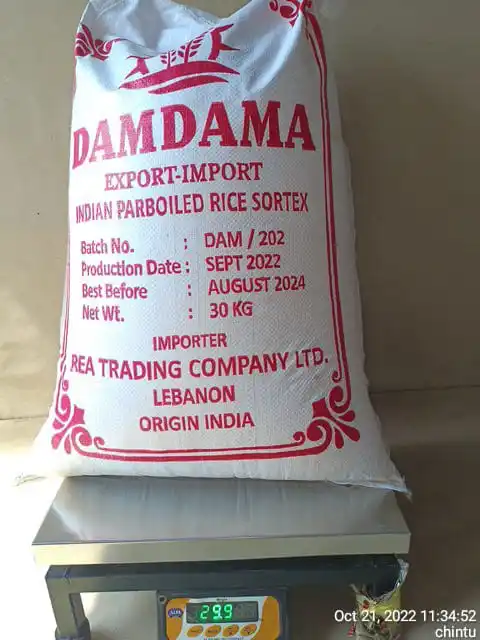 DAMDAMA
EXPORT-IMPORT
INDIAN PARBOILED RICE SORTEX
Batch No. : DAM / 202
Production Date : SEPT 2022
Best Before : AUGUST 2024
Net Wt. : 30 KG
IMPORTER
REA TRADING COMPANY LTD.
LEBANON
ORIGIN INDIA
29.9
Oct 21, 2022 11:34:52
chintu